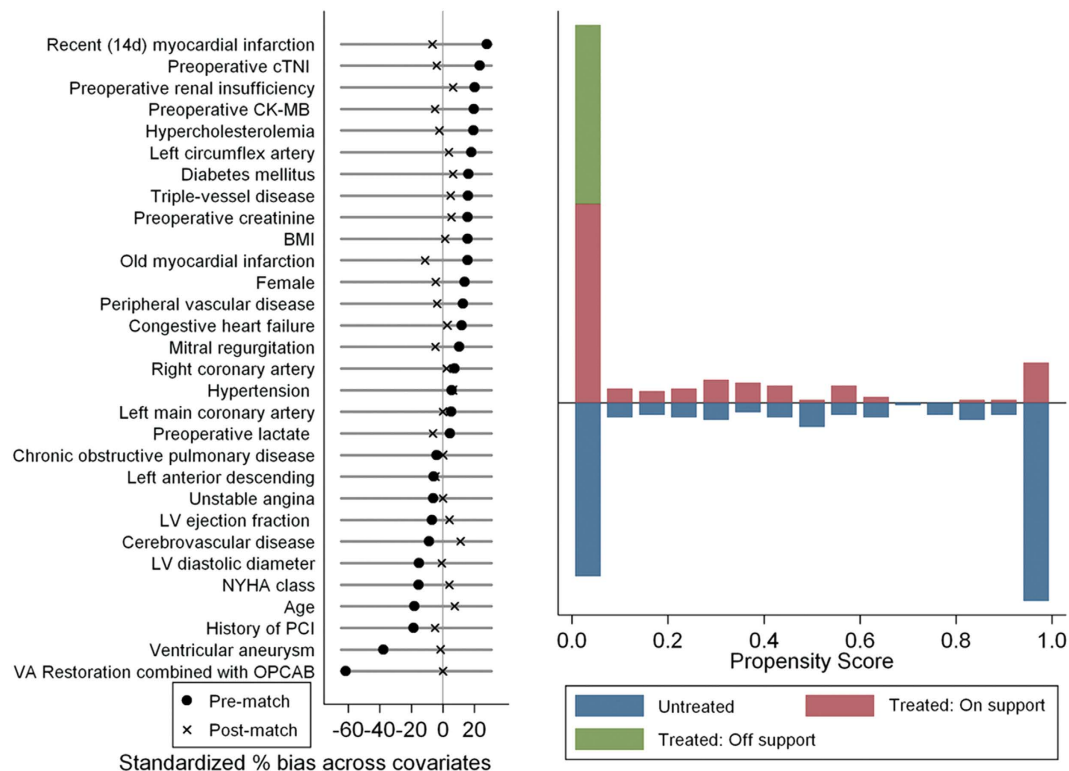 Recent (14d) myocardial infarction
Preoperative cTNI
Preoperative renal insufficiency
Preoperative CK-MB
Hypercholesterolemia
Left circumflex artery
Diabetes mellitus
Triple-vessel disease
Preoperative creatinine
BMI
Old myocardial infarction
Female
Peripheral vascular disease
Congestive heart failure
Mitral regurgitation
Right coronary artery
Hypertension
Left main coronary artery
Preoperative lactate
Chronic obstructive pulmonary disease
Left anterior descending
Unstable angina
LV ejection fraction
Cerebrovascular disease
LV diastolic diameter
NYHA class
Age
History of PCI
Ventricular aneurysm
VA Restoration combined with OPCAB
Pre-match
Post-match
-60 -40 -20 0 20
Standardized % bias across covariates
0.0 0.2 0.4 0.6 0.8 1.0
Propensity Score
Untreated
Treated: On support
Treated: Off support